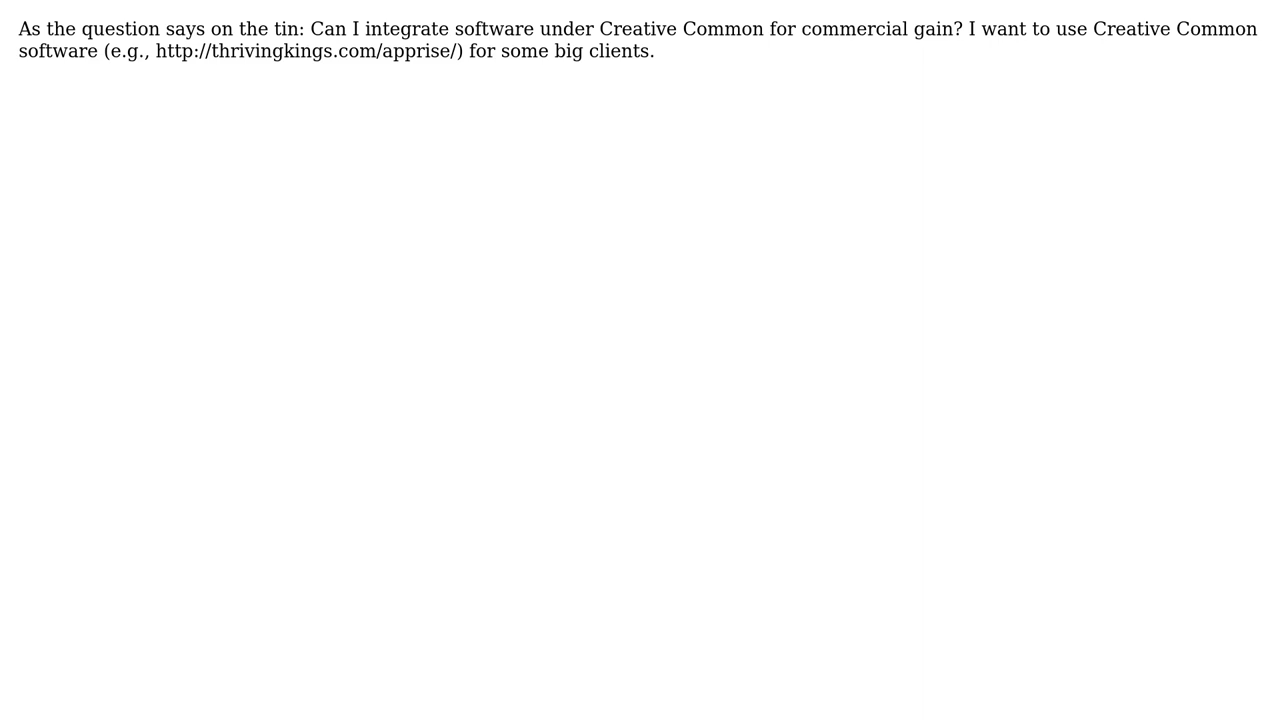 As the question says on the tin: Can I integrate software under Creative Common for commercial gain? I want to use Creative Common
software (e.g., http://thrivingkings.com/apprise/) for some big clients.